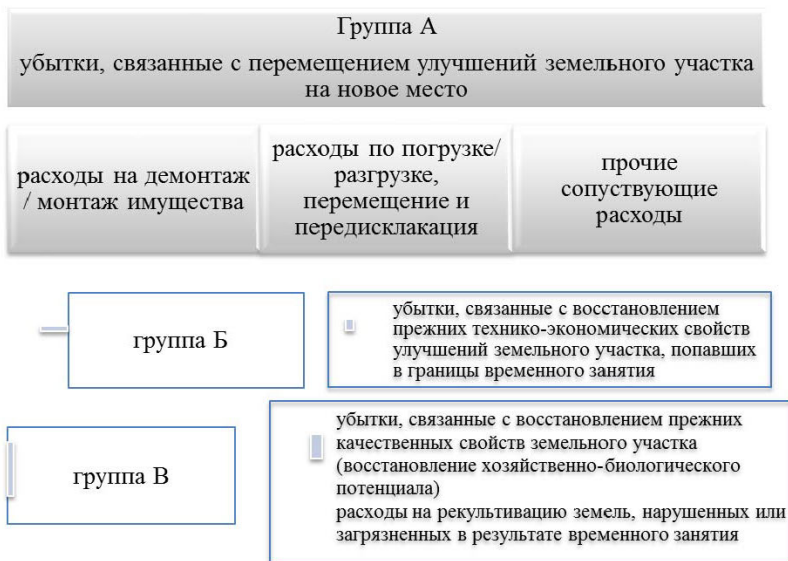 Группа А
убытки, связанные с перемещением улучшений земельного участка
на новое место
расходы на демонтаж
/ монтаж имущества
расходы по погрузке/
разгрузке,
перемещение и
передисклакация
прочие
сопуствующие
расходы
группа Б
убытки, связанные с восстановлением
прежних технико-экономических свойств
улучшений земельного участка, попавших
в границы временного занятия
группа В
убытки, связанные с восстановлением прежних
качественных свойств земельного участка
(восстановление хозяйственно-биологического
потенциала)
расходы на рекультивацию земель, нарушенных или
загрязненных в результате временного занятия